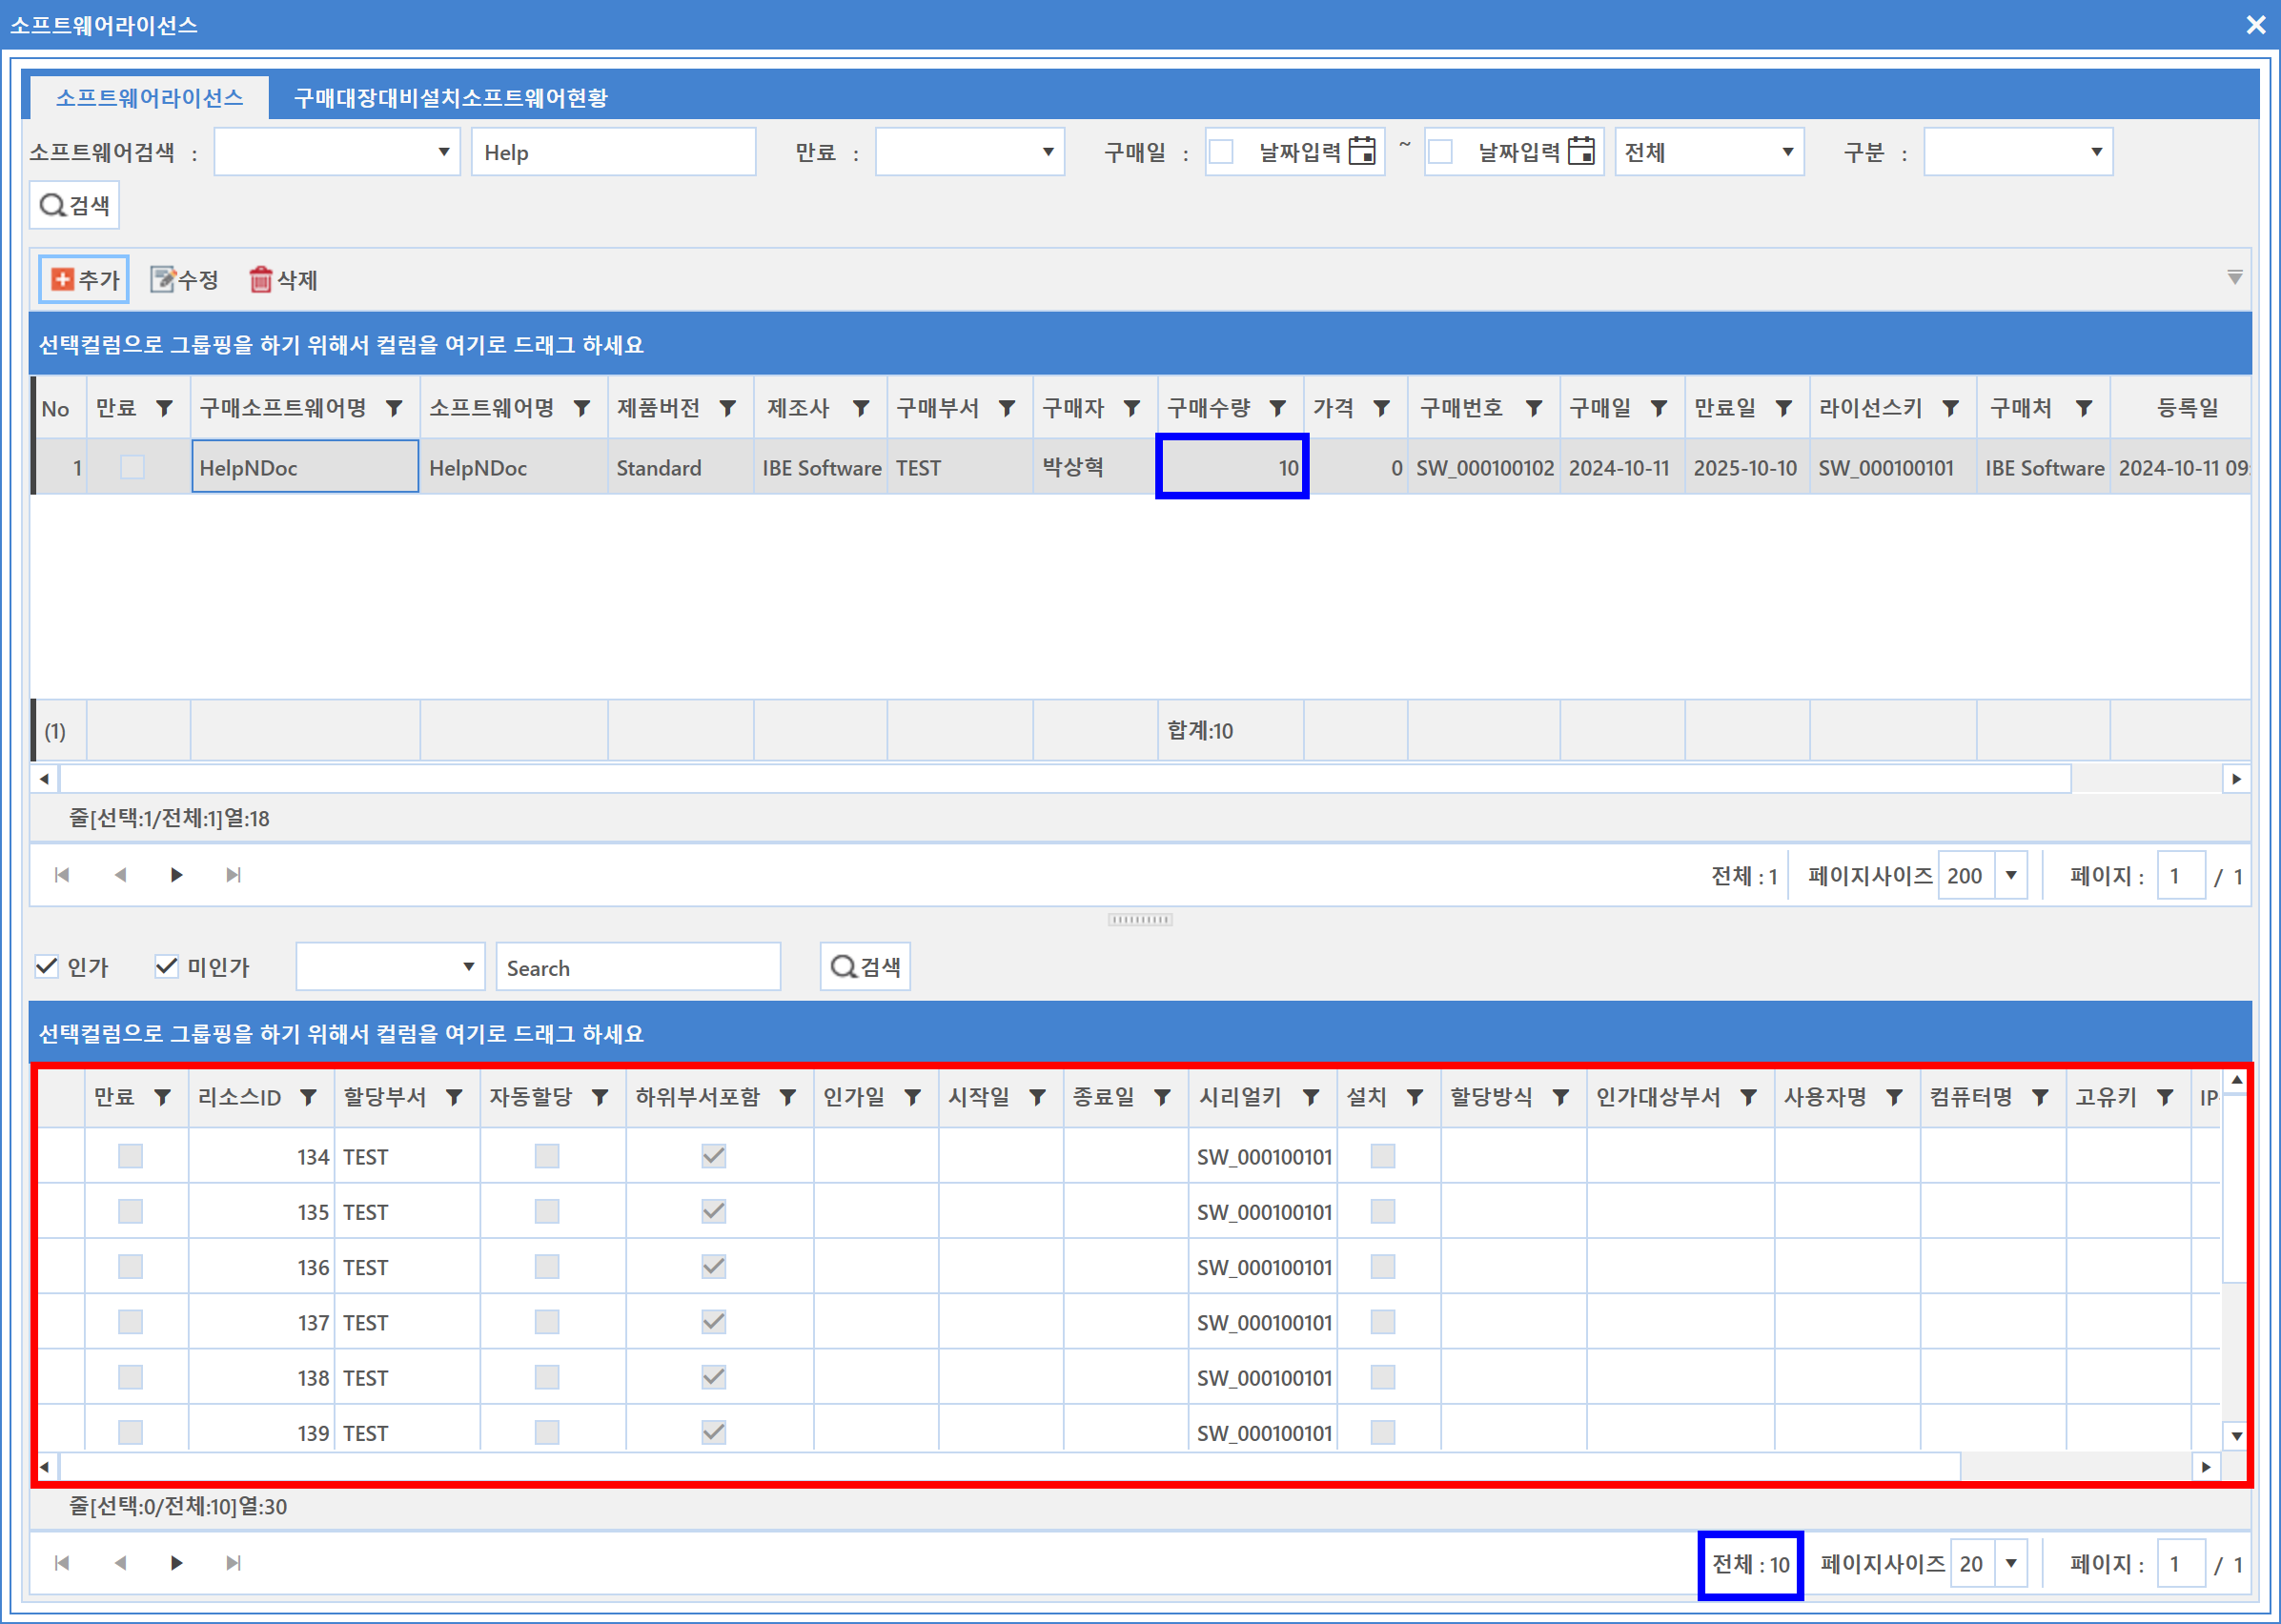 소프트웨어라이선스
소프트웨어라이선스 구매대장대비설치소프트웨어현황
소프트웨어검색 : Help 만료 : 구매일 : 날짜입력 ~ 날짜입력 전체 구분 :
검색
추가 수정 삭제
선택컬럼으로 그룹핑을 하기 위해서 컬럼을 여기로 드래그 하세요
No 만료 구매소프트웨어명 소프트웨어명 제품버전 제조사 구매부서 구매자 구매수량 가격 구매번호 구매일 만료일 라이선스키 구매처 등록일
1 HelpNDoc HelpNDoc Standard IBE Software TEST 박상혁 10 0 SW_000100102 2024-10-11 2025-10-10 SW_000100101 IBE Software 2024-10-11 09:
(1) 합계:10
줄[선택:1/전체:1]열:18
전체 : 1 페이지사이즈 200 페이지 : 1 / 1
인가 미인가 Search 검색
선택컬럼으로 그룹핑을 하기 위해서 컬럼을 여기로 드래그 하세요
만료 리소스ID 할당부서 자동할당 하위부서포함 인가일 시작일 종료일 시리얼키 설치 할당방식 인가대상부서 사용자명 컴퓨터명 고유키 IP
134 TEST SW_000100101
135 TEST SW_000100101
136 TEST SW_000100101
137 TEST SW_000100101
138 TEST SW_000100101
139 TEST SW_000100101
줄[선택:0/전체:10]열:30
전체 : 10 페이지사이즈 20 페이지 : 1 / 1